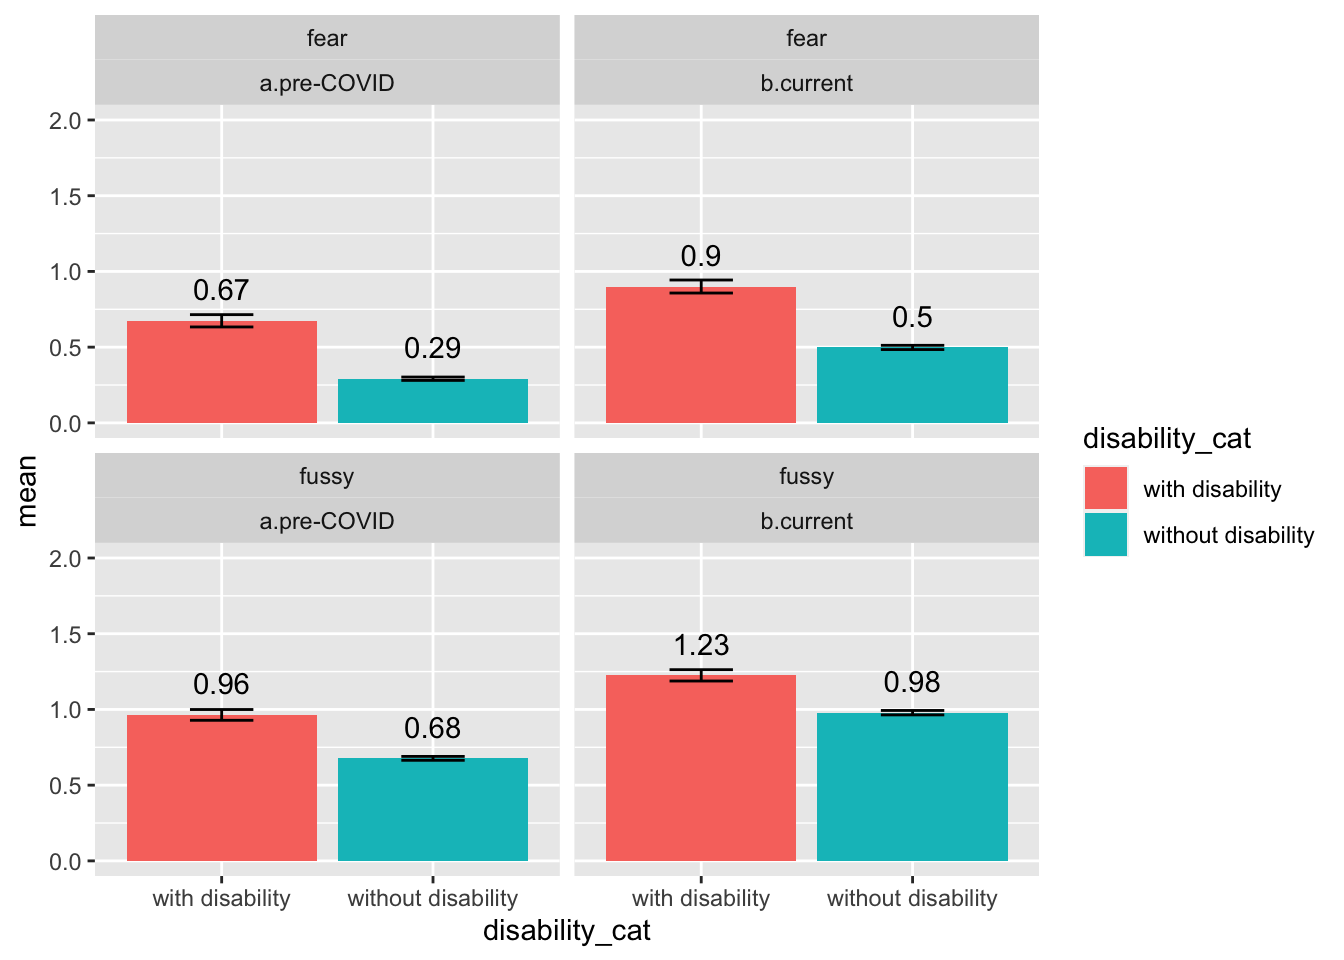 fear
fear
a.pre-COVID
b.current
2.0
1.5
1.0
0.5
0.0
0.67
0.29
0.9
0.5
mean
fussy
fussy
a.pre-COVID
b.current
2.0
1.5
1.0
0.5
0.0
0.96
0.68
1.23
0.98
with disability
without disability
with disability
without disability
disability_cat
disability_cat
with disability
without disability